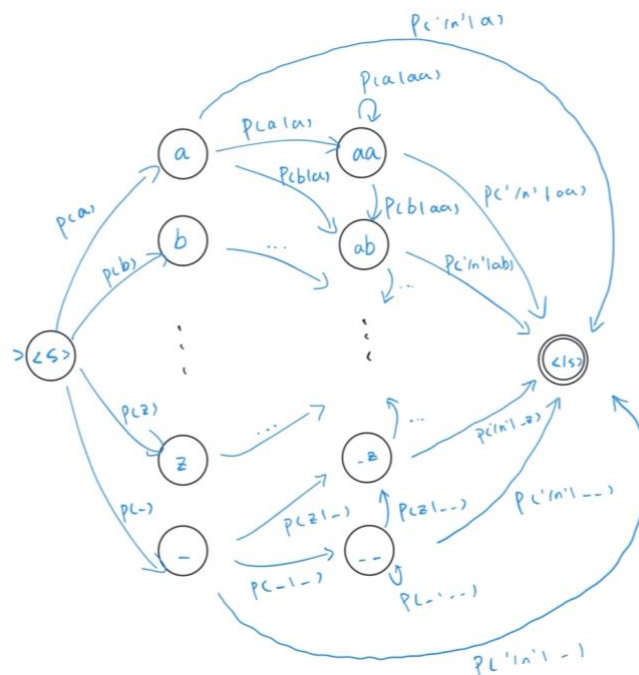 P('\n'|a)
P(a|aa)
a
P(a|a)
aa
P(b|a)
P(b|aa)
P('\n'|aa)
P(a)
P(b)
b
...
ab
P('\n'|ab)
...
><s>
</s>
P(z)
...
...
z
_z
P('\n'|_z)
P(_)
P(z|_)
P(z|__)
P('\n'|__)
_
__
P(_|_)
P(_|__)
P('\n'|_)